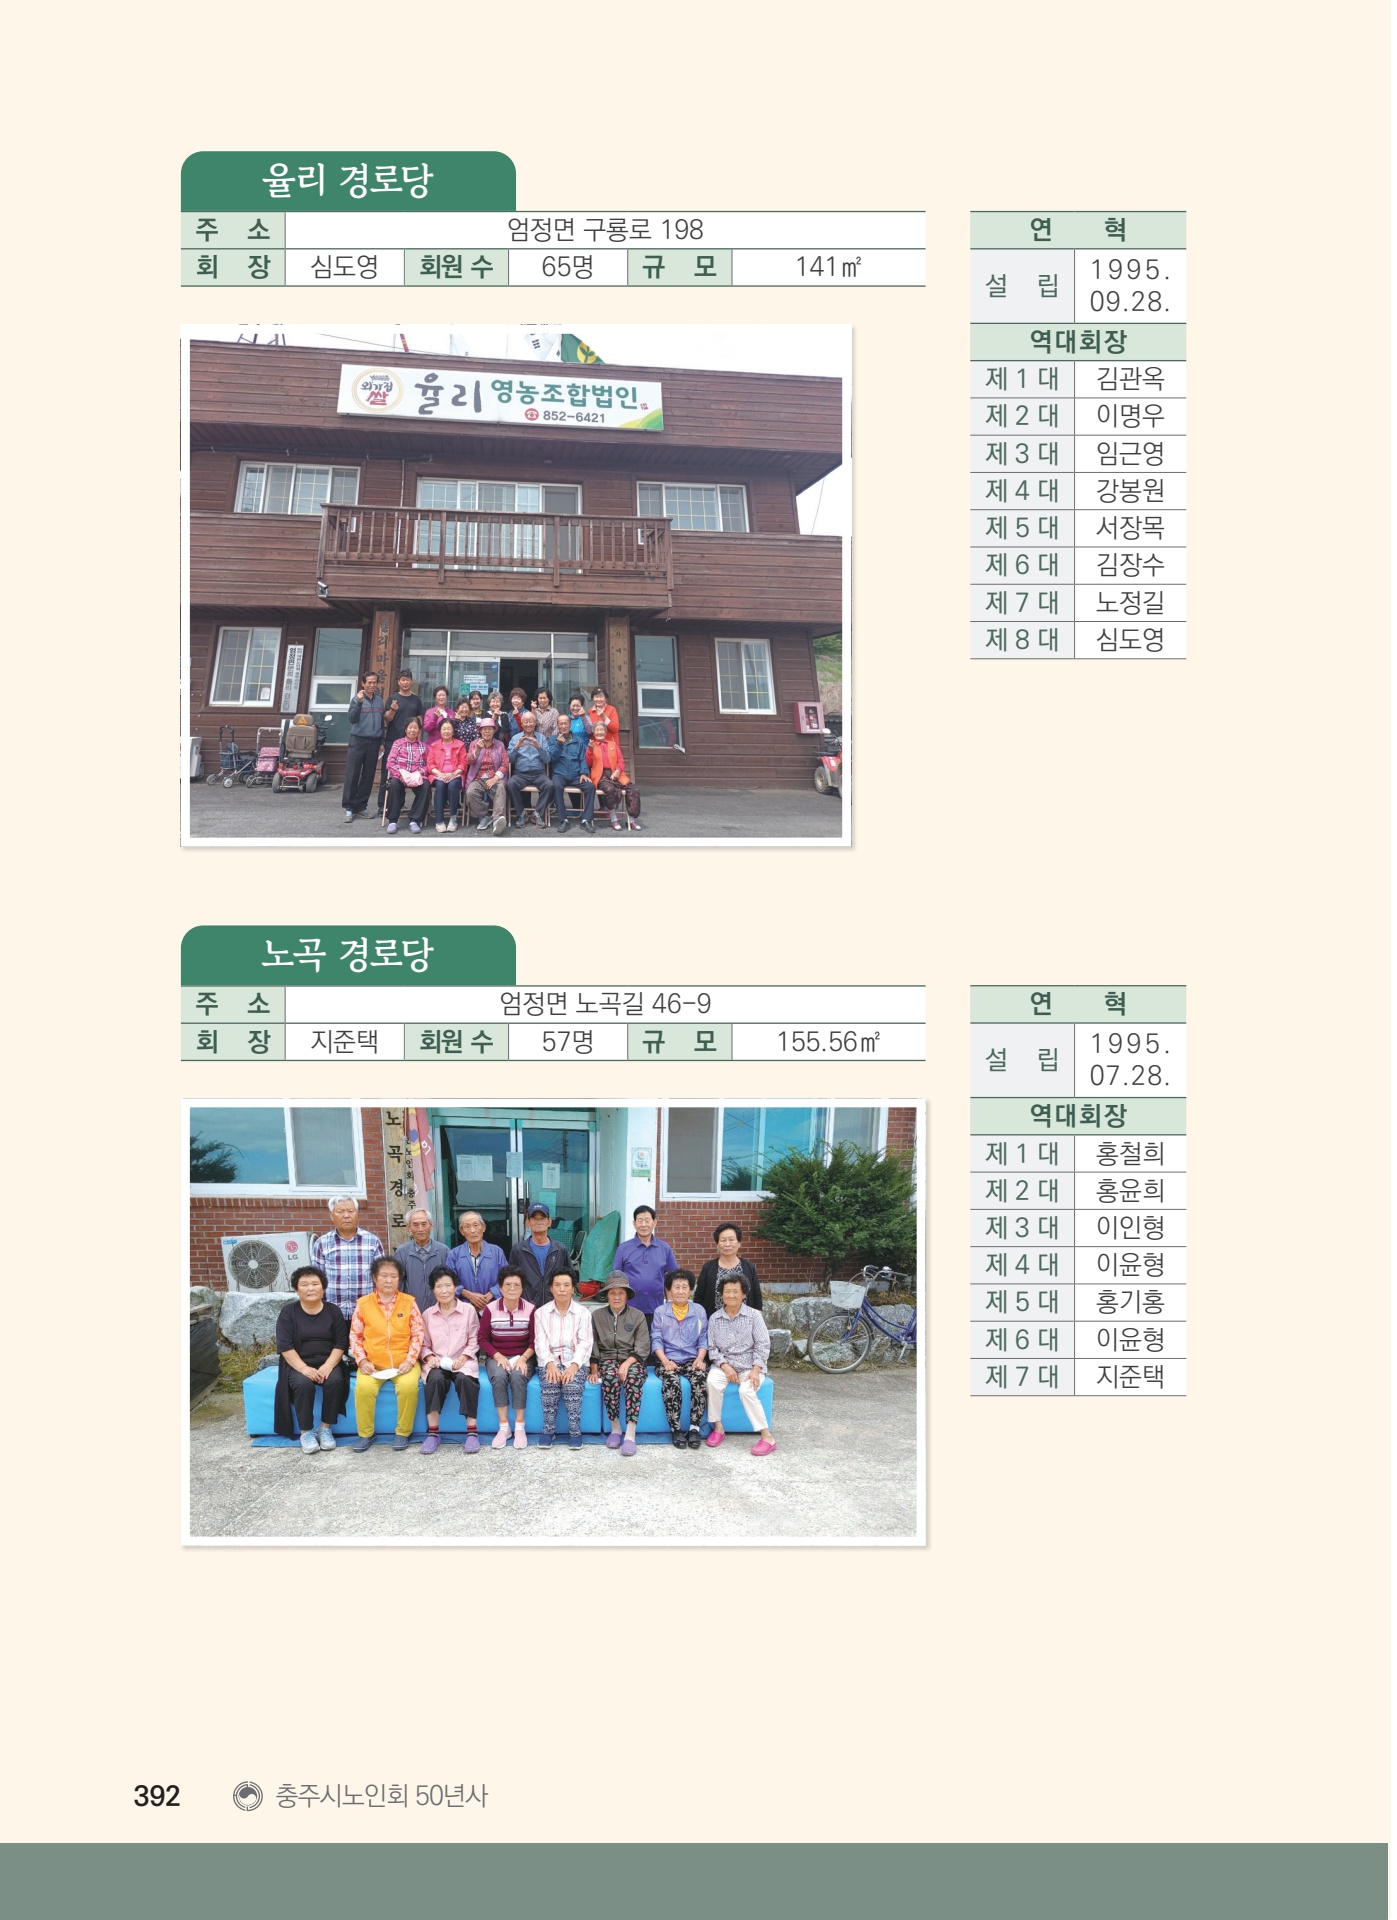 율리 경로당
주 소 엄정면 구룡로 198
회 장 심도영 회원 수 65명 규 모 141㎡
연 혁
설 립 1995.
09.28.
역대회장
제 1 대 김관옥
제 2 대 이명우
제 3 대 임근영
제 4 대 강봉원
제 5 대 서장목
제 6 대 김장수
제 7 대 노정길
제 8 대 심도영
쌀
율리 영농조합법인
☎ 852-6421
노곡 경로당
주 소 엄정면 노곡길 46-9
회 장 지준택 회원 수 57명 규 모 155.56㎡
연 혁
설 립 1995.
07.28.
역대회장
제 1 대 홍철희
제 2 대 홍윤희
제 3 대 이인형
제 4 대 이윤형
제 5 대 홍기홍
제 6 대 이윤형
제 7 대 지준택
노곡경로
LG
392 충주시노인회 50년사